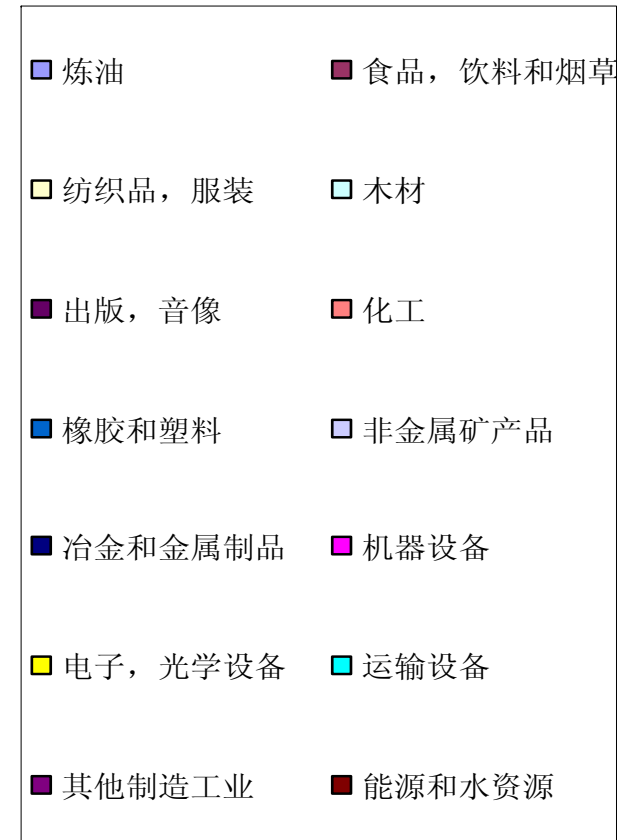 炼油 食品，饮料和烟草
纺织品，服装 木材
出版，音像 化工
橡胶和塑料 非金属矿产品
冶金和金属制品 机器设备
电子，光学设备 运输设备
其他制造工业 能源和水资源